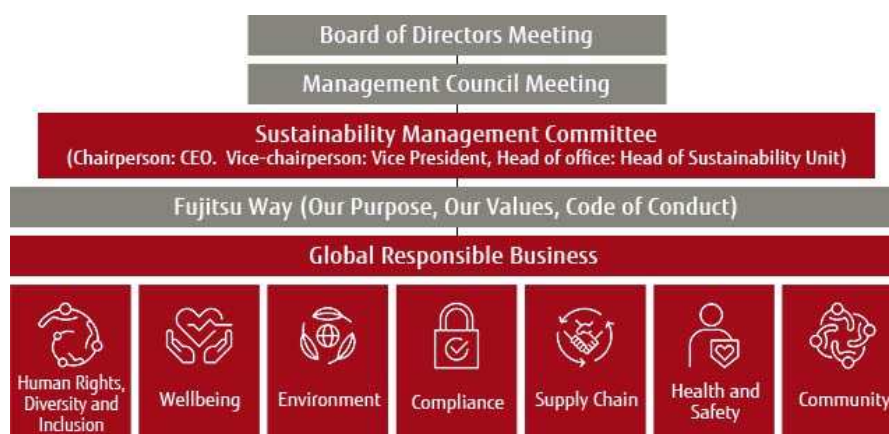 Board of Directors Meeting
Management Council Meeting
Sustainability Management Committee
(Chairperson: CEO. Vice-chairperson: Vice President, Head of office: Head of Sustainability Unit)
Fujitsu Way (Our Purpose, Our Values, Code of Conduct)
Global Responsible Business
Human Rights,
Diversity and
Inclusion
Wellbeing
Environment
Compliance
Supply Chain
Health and
Safety
Community